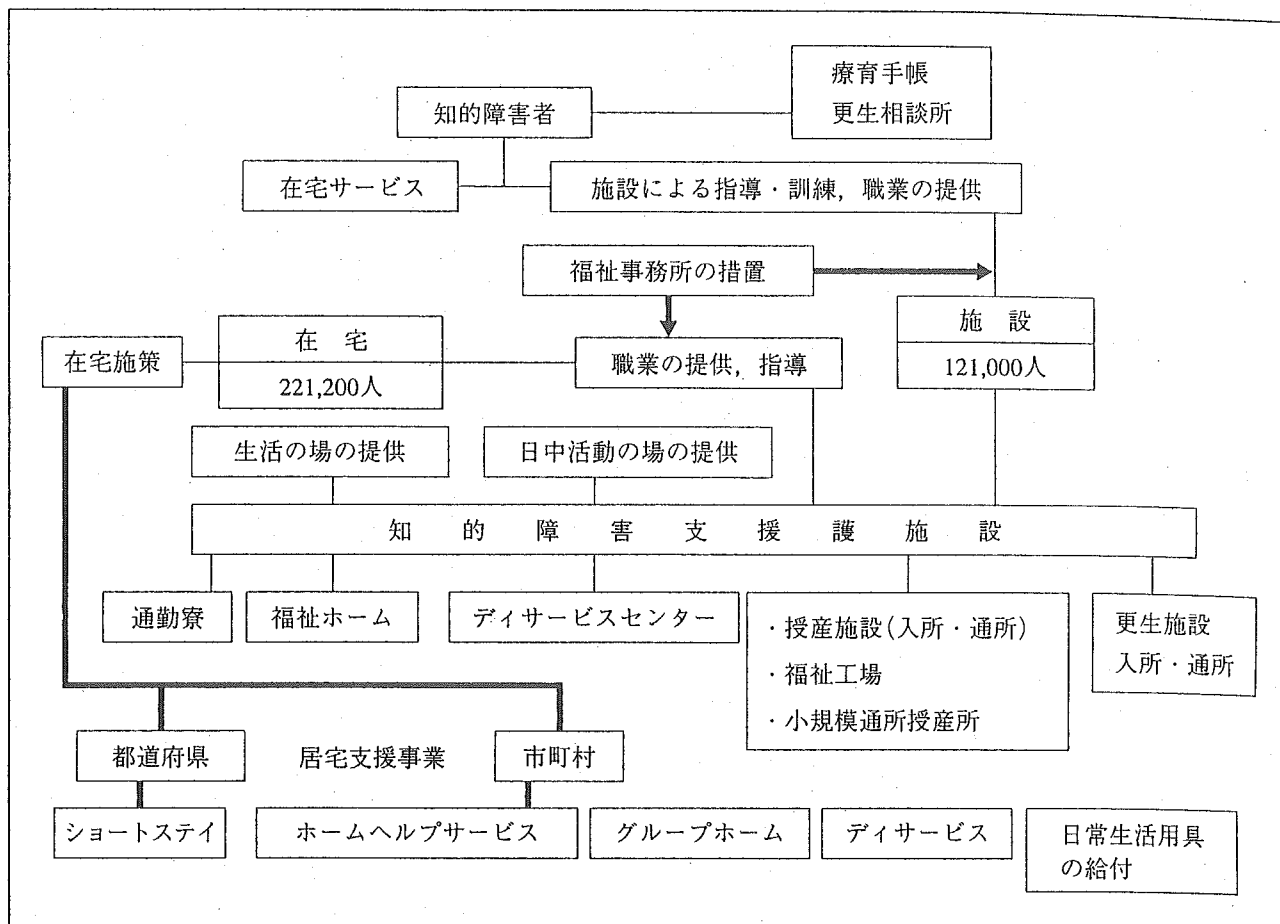 療育手帳
更生相談所
知的障害者
在宅サービス
施設による指導・訓練，職業の提供
福祉事務所の措置
在宅施策
在　宅
221,200人
職業の提供，指導
施　設
121,000人
生活の場の提供
日中活動の場の提供
知的障害支援護施設
通勤寮
福祉ホーム
ディサービスセンター
・授産施設(入所・通所)
・福祉工場
・小規模通所授産所
更生施設
入所・通所
都道府県
居宅支援事業
市町村
ショートステイ
ホームヘルプサービス
グループホーム
ディサービス
日常生活用具
の給付